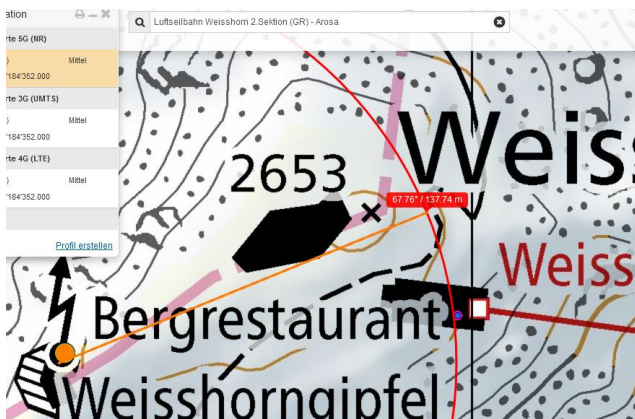 ation
Luftseilbahn Weisshorn 2.Sektion (GR) - Arosa
rte 5G (NR)
) Mittel
'184'352.000
rte 3G (UMTS)
) Mittel
'184'352.000
rte 4G (LTE)
) Mittel
'184'352.000
Profil erstellen
Weiss
2653
67.76° / 137.74 m
Weiss
Bergrestaurant
Weisshorngipfel